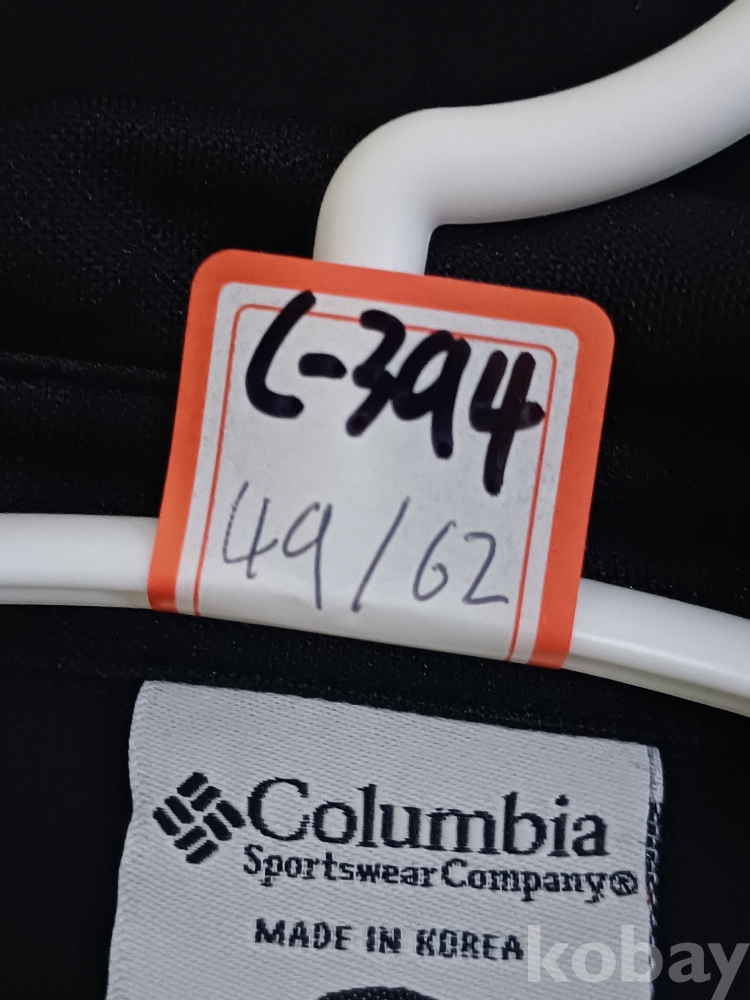 C-394
49/62
Columbia
Sportswear Company®
MADE IN KOREA
kobay